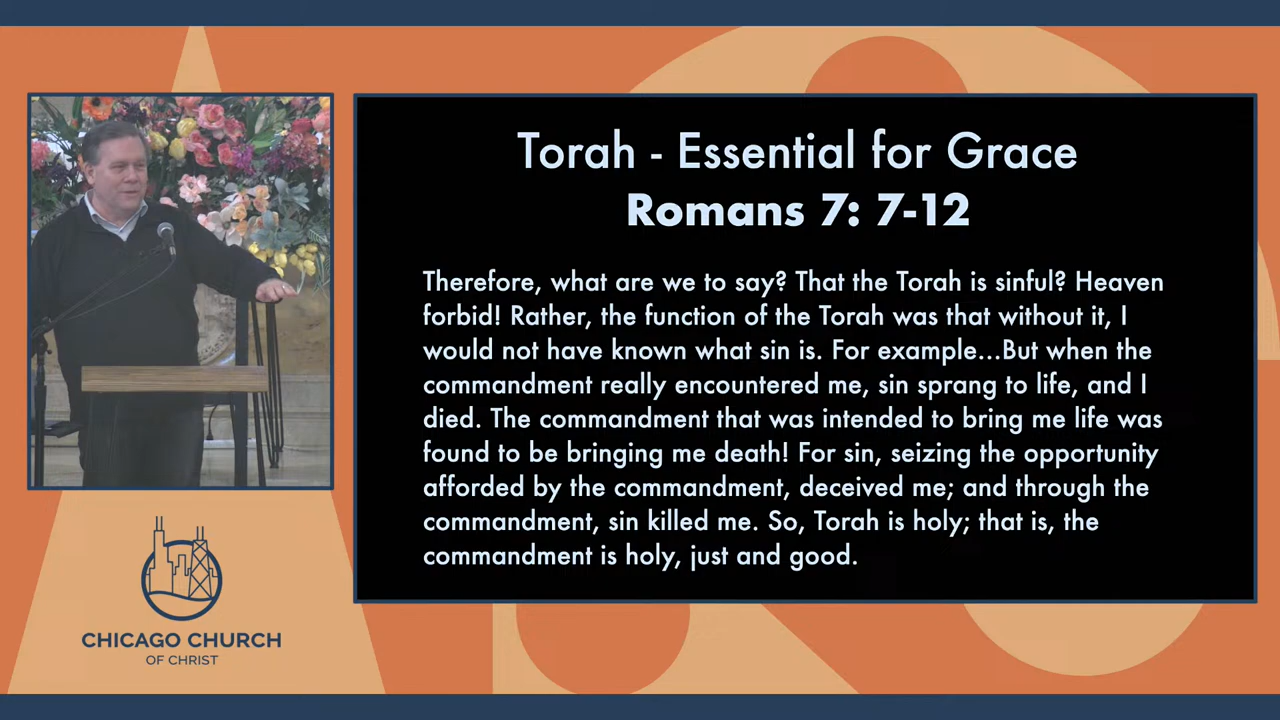 Torah - Essential for Grace
Romans 7: 7-12
Therefore, what are we to say? That the Torah is sinful? Heaven
forbid! Rather, the function of the Torah was that without it, I
would not have known what sin is. For example...But when the
commandment really encountered me, sin sprang to life, and I
died. The commandment that was intended to bring me life was
found to be bringing me death! For sin, seizing the opportunity
afforded by the commandment, deceived me; and through the
commandment, sin killed me. So, Torah is holy; that is, the
commandment is holy, just and good.
CHICAGO CHURCH
OF CHRIST